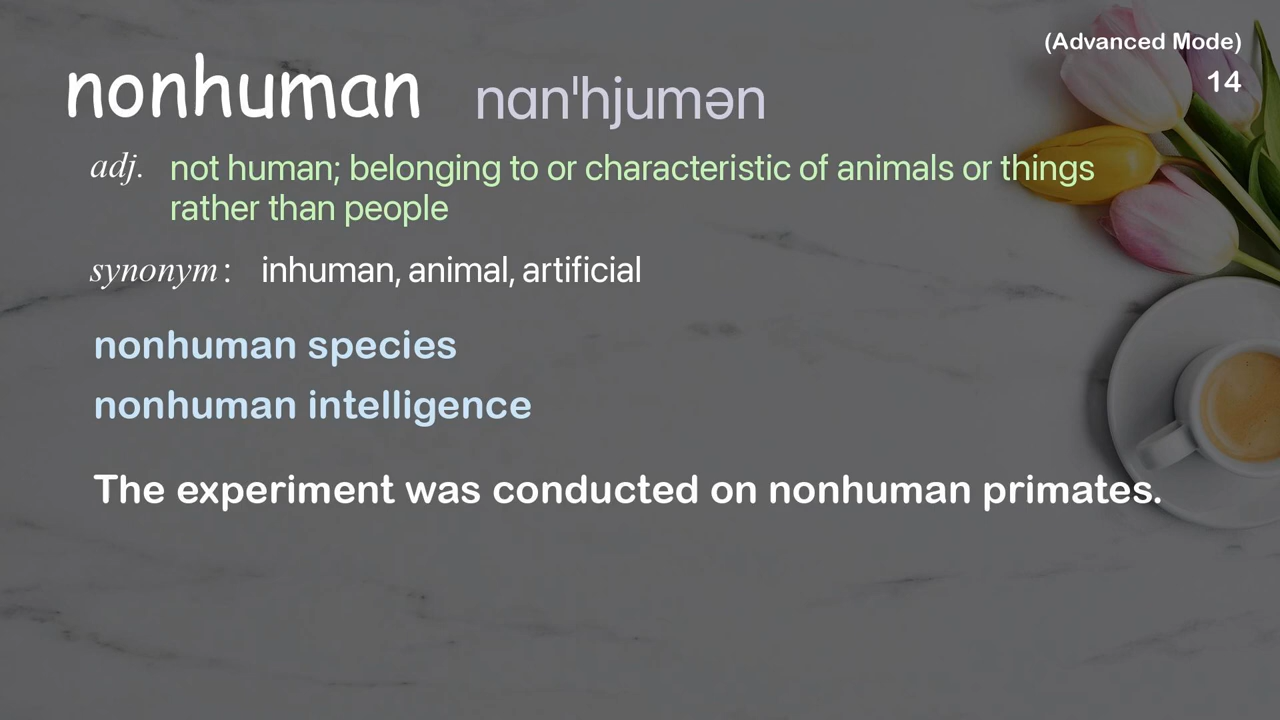 (Advanced Mode)
14
nonhuman nɑnˈhjumən
adj. not human; belonging to or characteristic of animals or things
rather than people
synonym: inhuman, animal, artificial
nonhuman species
nonhuman intelligence
The experiment was conducted on nonhuman primates.